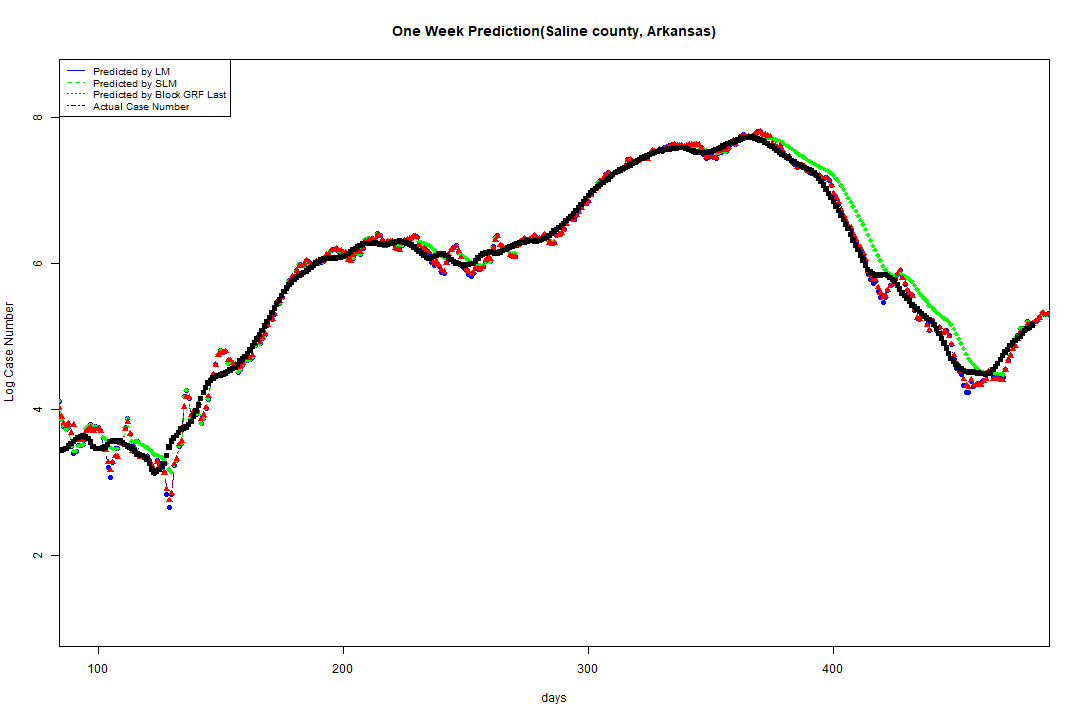 One Week Prediction(Saline county, Arkansas)
Predicted by LM
Predicted by SLM
Predicted by Block GRF Last
Actual Case Number
8
6
4
2
Log Case Number
100 200 300 400
days